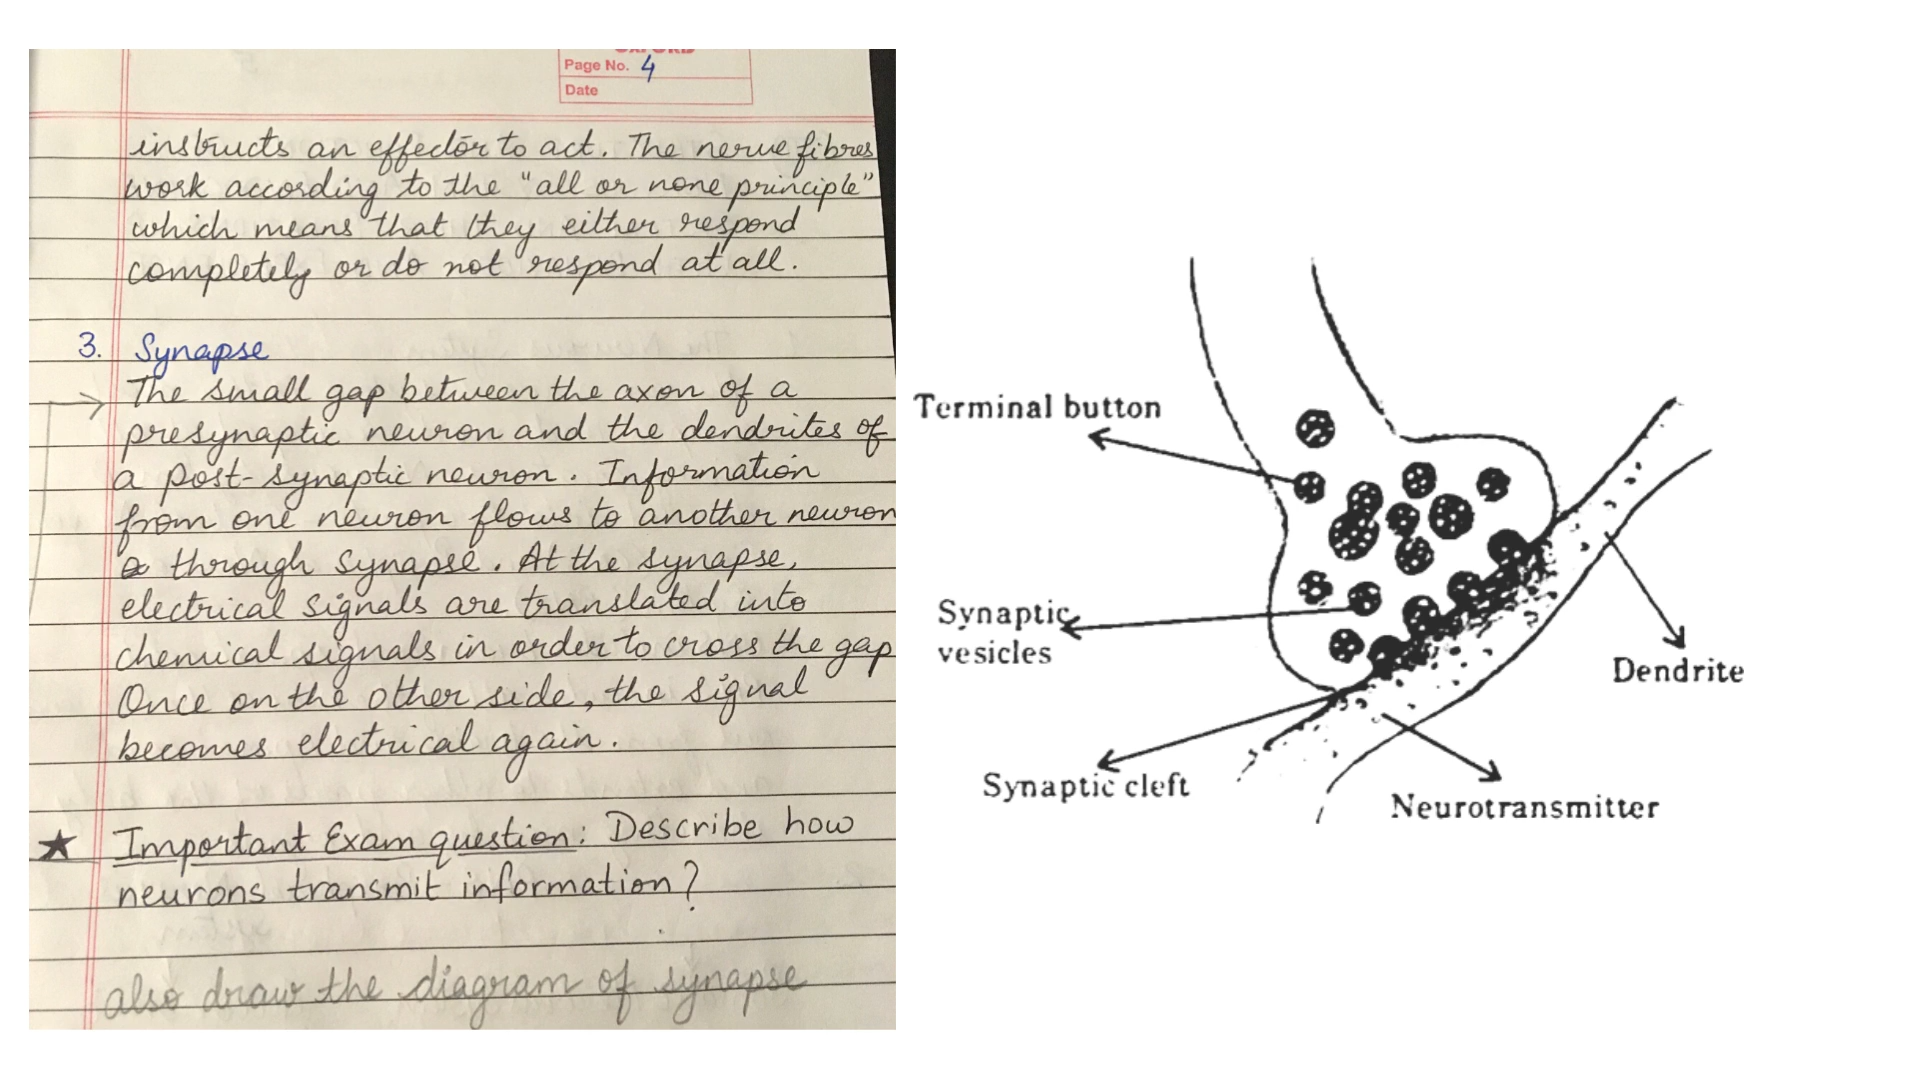 Page No. 4
Date
instructs an effector to act. The nerve fibres
work according to the "all or none principle"
which means that they either respond
completely or do not respond at all.
3. Synapse
The small gap between the axon of a
presynaptic neuron and the dendrites of
a post-synaptic neuron. Information
from one neuron flows to another neuron
through synapse. At the synapse,
electrical signals are translated into
chemical signals in order to cross the gap
Once on the other side, the signal
becomes electrical again.
★ Important Exam question: Describe how
neurons transmit information?
also draw the diagram of synapse
Terminal button
Synaptic
vesicles
Synaptic cleft
Neurotransmitter
Dendrite